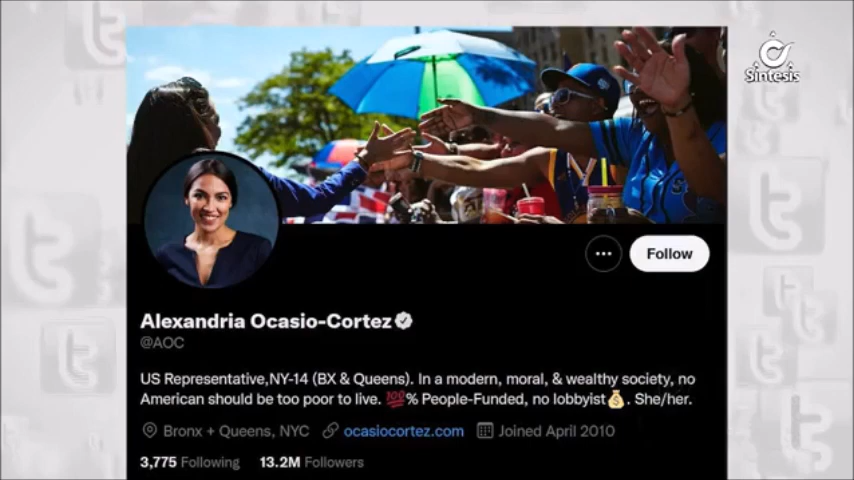 Síntesis
Follow
Alexandria Ocasio-Cortez
@AOC
US Representative,NY-14 (BX & Queens). In a modern, moral, & wealthy society, no
American should be too poor to live. 💯% People-Funded, no lobbyist💰. She/her.
Bronx + Queens, NYC ocasiocortez.com Joined April 2010
3,775 Following 13.2M Followers